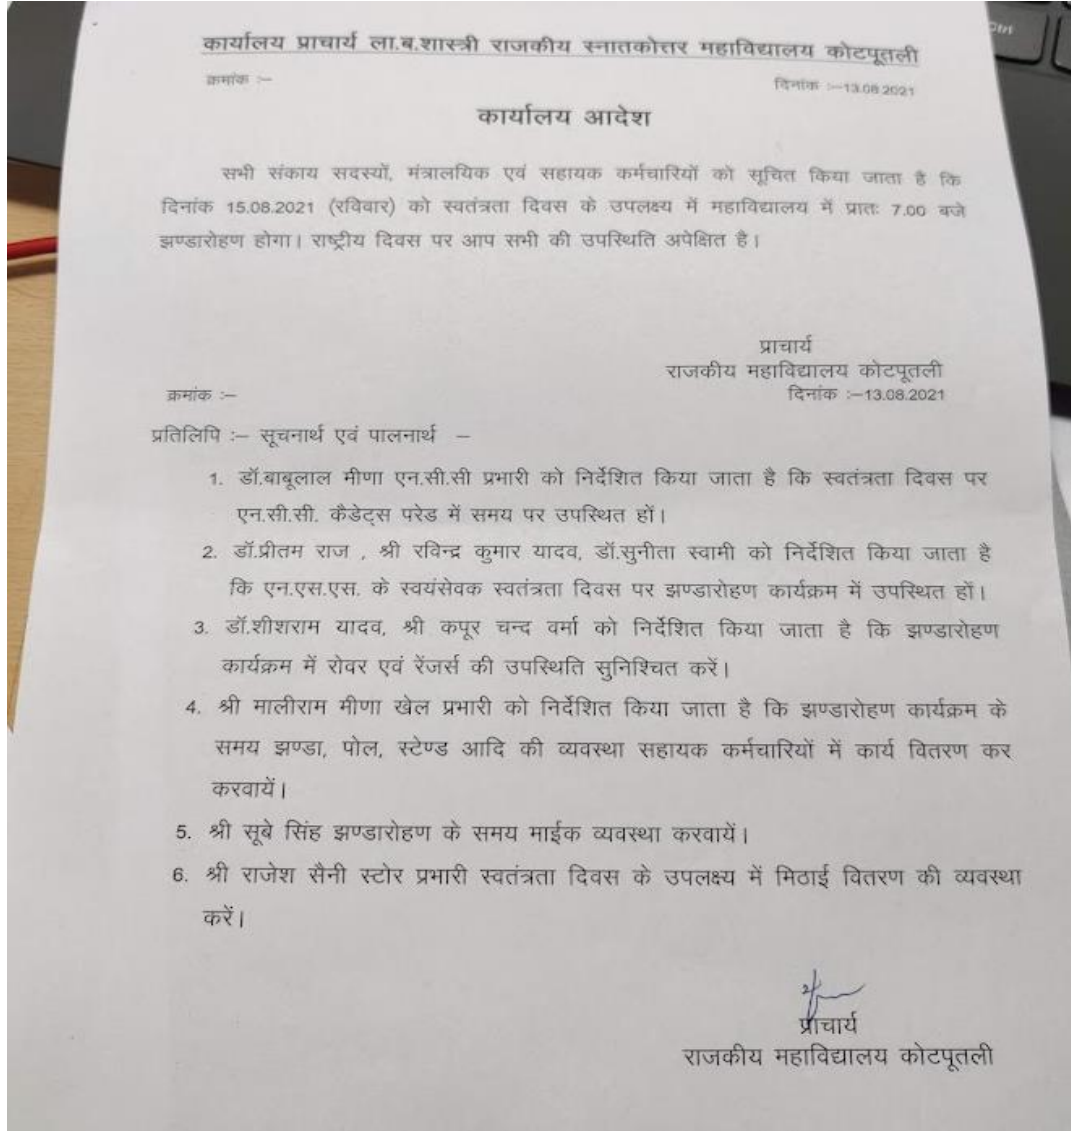 कार्यालय प्राचार्य ला.ब.शास्त्री राजकीय स्नातकोत्तर महाविद्यालय कोटपूतली
क्रमांक :–
दिनांक :–13.08.2021
कार्यालय आदेश
सभी संकाय सदस्यों, मंत्रालयिक एवं सहायक कर्मचारियों को सूचित किया जाता है कि
दिनांक 15.08.2021 (रविवार) को स्वतंत्रता दिवस के उपलक्ष्य में महाविद्यालय में प्रातः 7.00 बजे
झण्डारोहण होगा। राष्ट्रीय दिवस पर आप सभी की उपस्थिति अपेक्षित है।
प्राचार्य
राजकीय महाविद्यालय कोटपूतली
क्रमांक :–
दिनांक :–13.08.2021
प्रतिलिपि :– सूचनार्थ एवं पालनार्थ –
1. डॉ.बाबूलाल मीणा एन.सी.सी प्रभारी को निर्देशित किया जाता है कि स्वतंत्रता दिवस पर
एन.सी.सी. कैडेट्स परेड में समय पर उपस्थित हों।
2. डॉ.प्रीतम राज , श्री रविन्द्र कुमार यादव, डॉ.सुनीता स्वामी को निर्देशित किया जाता है
कि एन.एस.एस. के स्वयंसेवक स्वतंत्रता दिवस पर झण्डारोहण कार्यक्रम में उपस्थित हों।
3. डॉ.शीशराम यादव, श्री कपूर चन्द वर्मा को निर्देशित किया जाता है कि झण्डारोहण
कार्यक्रम में रोवर एवं रेंजर्स की उपस्थिति सुनिश्चित करें।
4. श्री मालीराम मीणा खेल प्रभारी को निर्देशित किया जाता है कि झण्डारोहण कार्यक्रम के
समय झण्डा, पोल, स्टेण्ड आदि की व्यवस्था सहायक कर्मचारियों में कार्य वितरण कर
करवायें।
5. श्री सूबे सिंह झण्डारोहण के समय माईक व्यवस्था करवायें।
6. श्री राजेश सैनी स्टोर प्रभारी स्वतंत्रता दिवस के उपलक्ष्य में मिठाई वितरण की व्यवस्था
करें।
प्राचार्य
राजकीय महाविद्यालय कोटपूतली